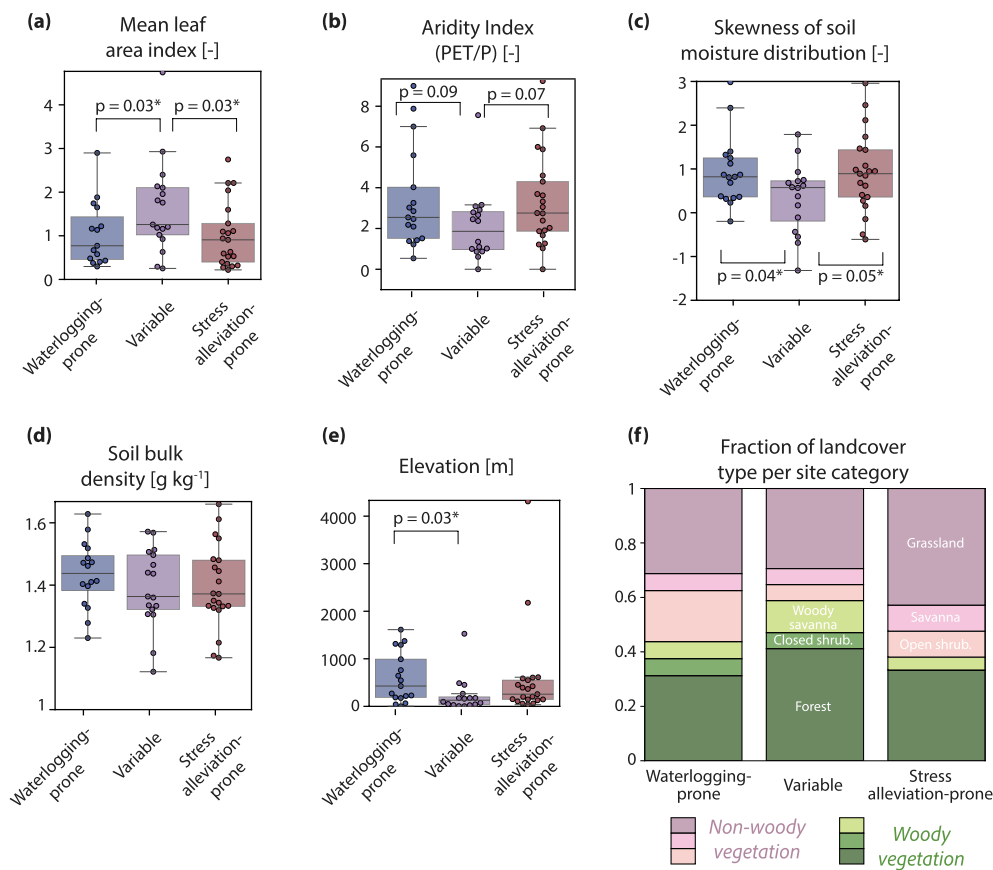 (a)
Mean leaf
area index [-]
p = 0.03*
p = 0.03*
4
3
2
1
0
Waterlogging-
prone
Variable
Stress
alleviation-
prone
(b)
Aridity Index
(PET/P) [-]
p = 0.09
p = 0.07
8
6
4
2
0
Waterlogging-
prone
Variable
Stress
alleviation-
prone
(c)
Skewness of soil
moisture distribution [-]
3
2
1
0
-1
-2
p = 0.04*
p = 0.05*
Waterlogging-
prone
Variable
Stress
alleviation-
prone
(d)
Soil bulk
density [g kg-1]
1.6
1.4
1.2
1
Waterlogging-
prone
Variable
Stress
alleviation-
prone
(e)
Elevation [m]
p = 0.03*
4000
3000
2000
1000
0
Waterlogging-
prone
Variable
Stress
alleviation-
prone
(f)
Fraction of landcover
type per site category
1
0.8
0.6
0.4
0.2
0
Grassland
Savanna
Open shrub.
Woody
savanna
Closed shrub.
Forest
Waterlogging-
prone
Variable
Stress
alleviation-prone
Non-woody
vegetation
Woody
vegetation